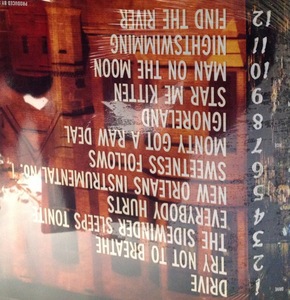 1 DRIVE
2 TRY NOT TO BREATHE
3 THE SIDEWINDER SLEEPS TONITE
4 EVERYBODY HURTS
5 NEW ORLEANS INSTRUMENTAL NO. 1
6 SWEETNESS FOLLOWS
7 MONTY GOT A RAW DEAL
8 IGNORELAND
9 STAR ME KITTEN
10 MAN ON THE MOON
11 NIGHTSWIMMING
12 FIND THE RIVER
PRODUCED BY